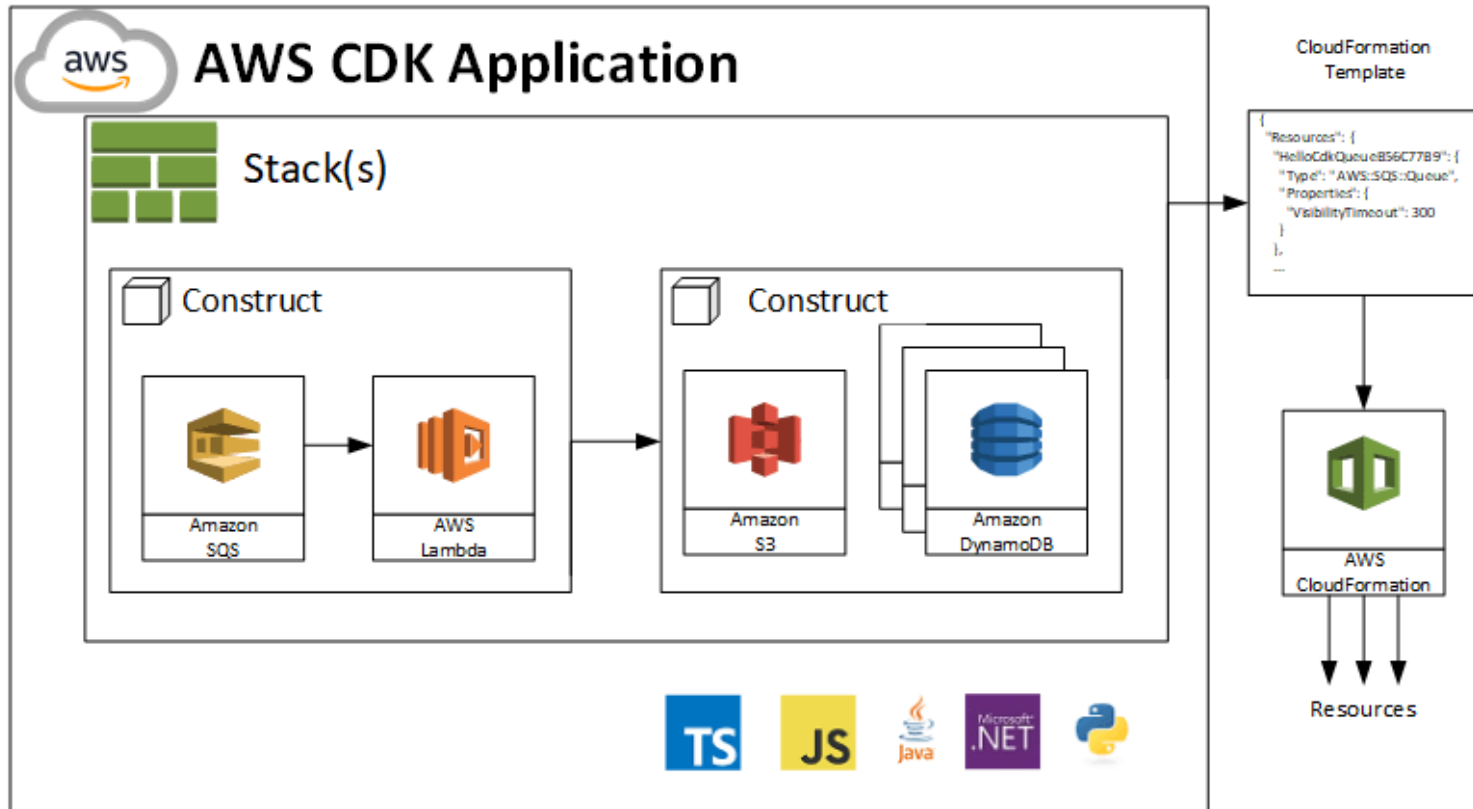 aws
AWS CDK Application
Stack(s)
Construct
Amazon
SQS
AWS
Lambda
Construct
Amazon
S3
Amazon
DynamoDB
TS
JS
Java
Microsoft
.NET
CloudFormation
Template
{
"Resources": {
"HelloCdkQueueB56C77B9": {
"Type": "AWS::SQS::Queue",
"Properties": {
"VisibilityTimeout": 300
}
},
...
AWS
CloudFormation
Resources